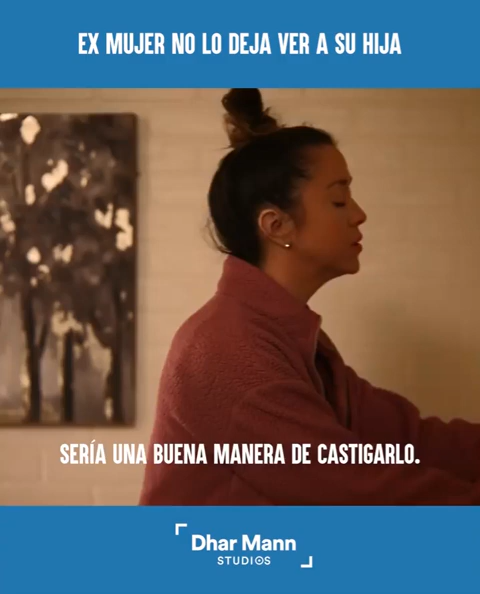 EX MUJER NO LO DEJA VER A SU HIJA
SERÍA UNA BUENA MANERA DE CASTIGARLO.
Dhar Mann
STUDIOS